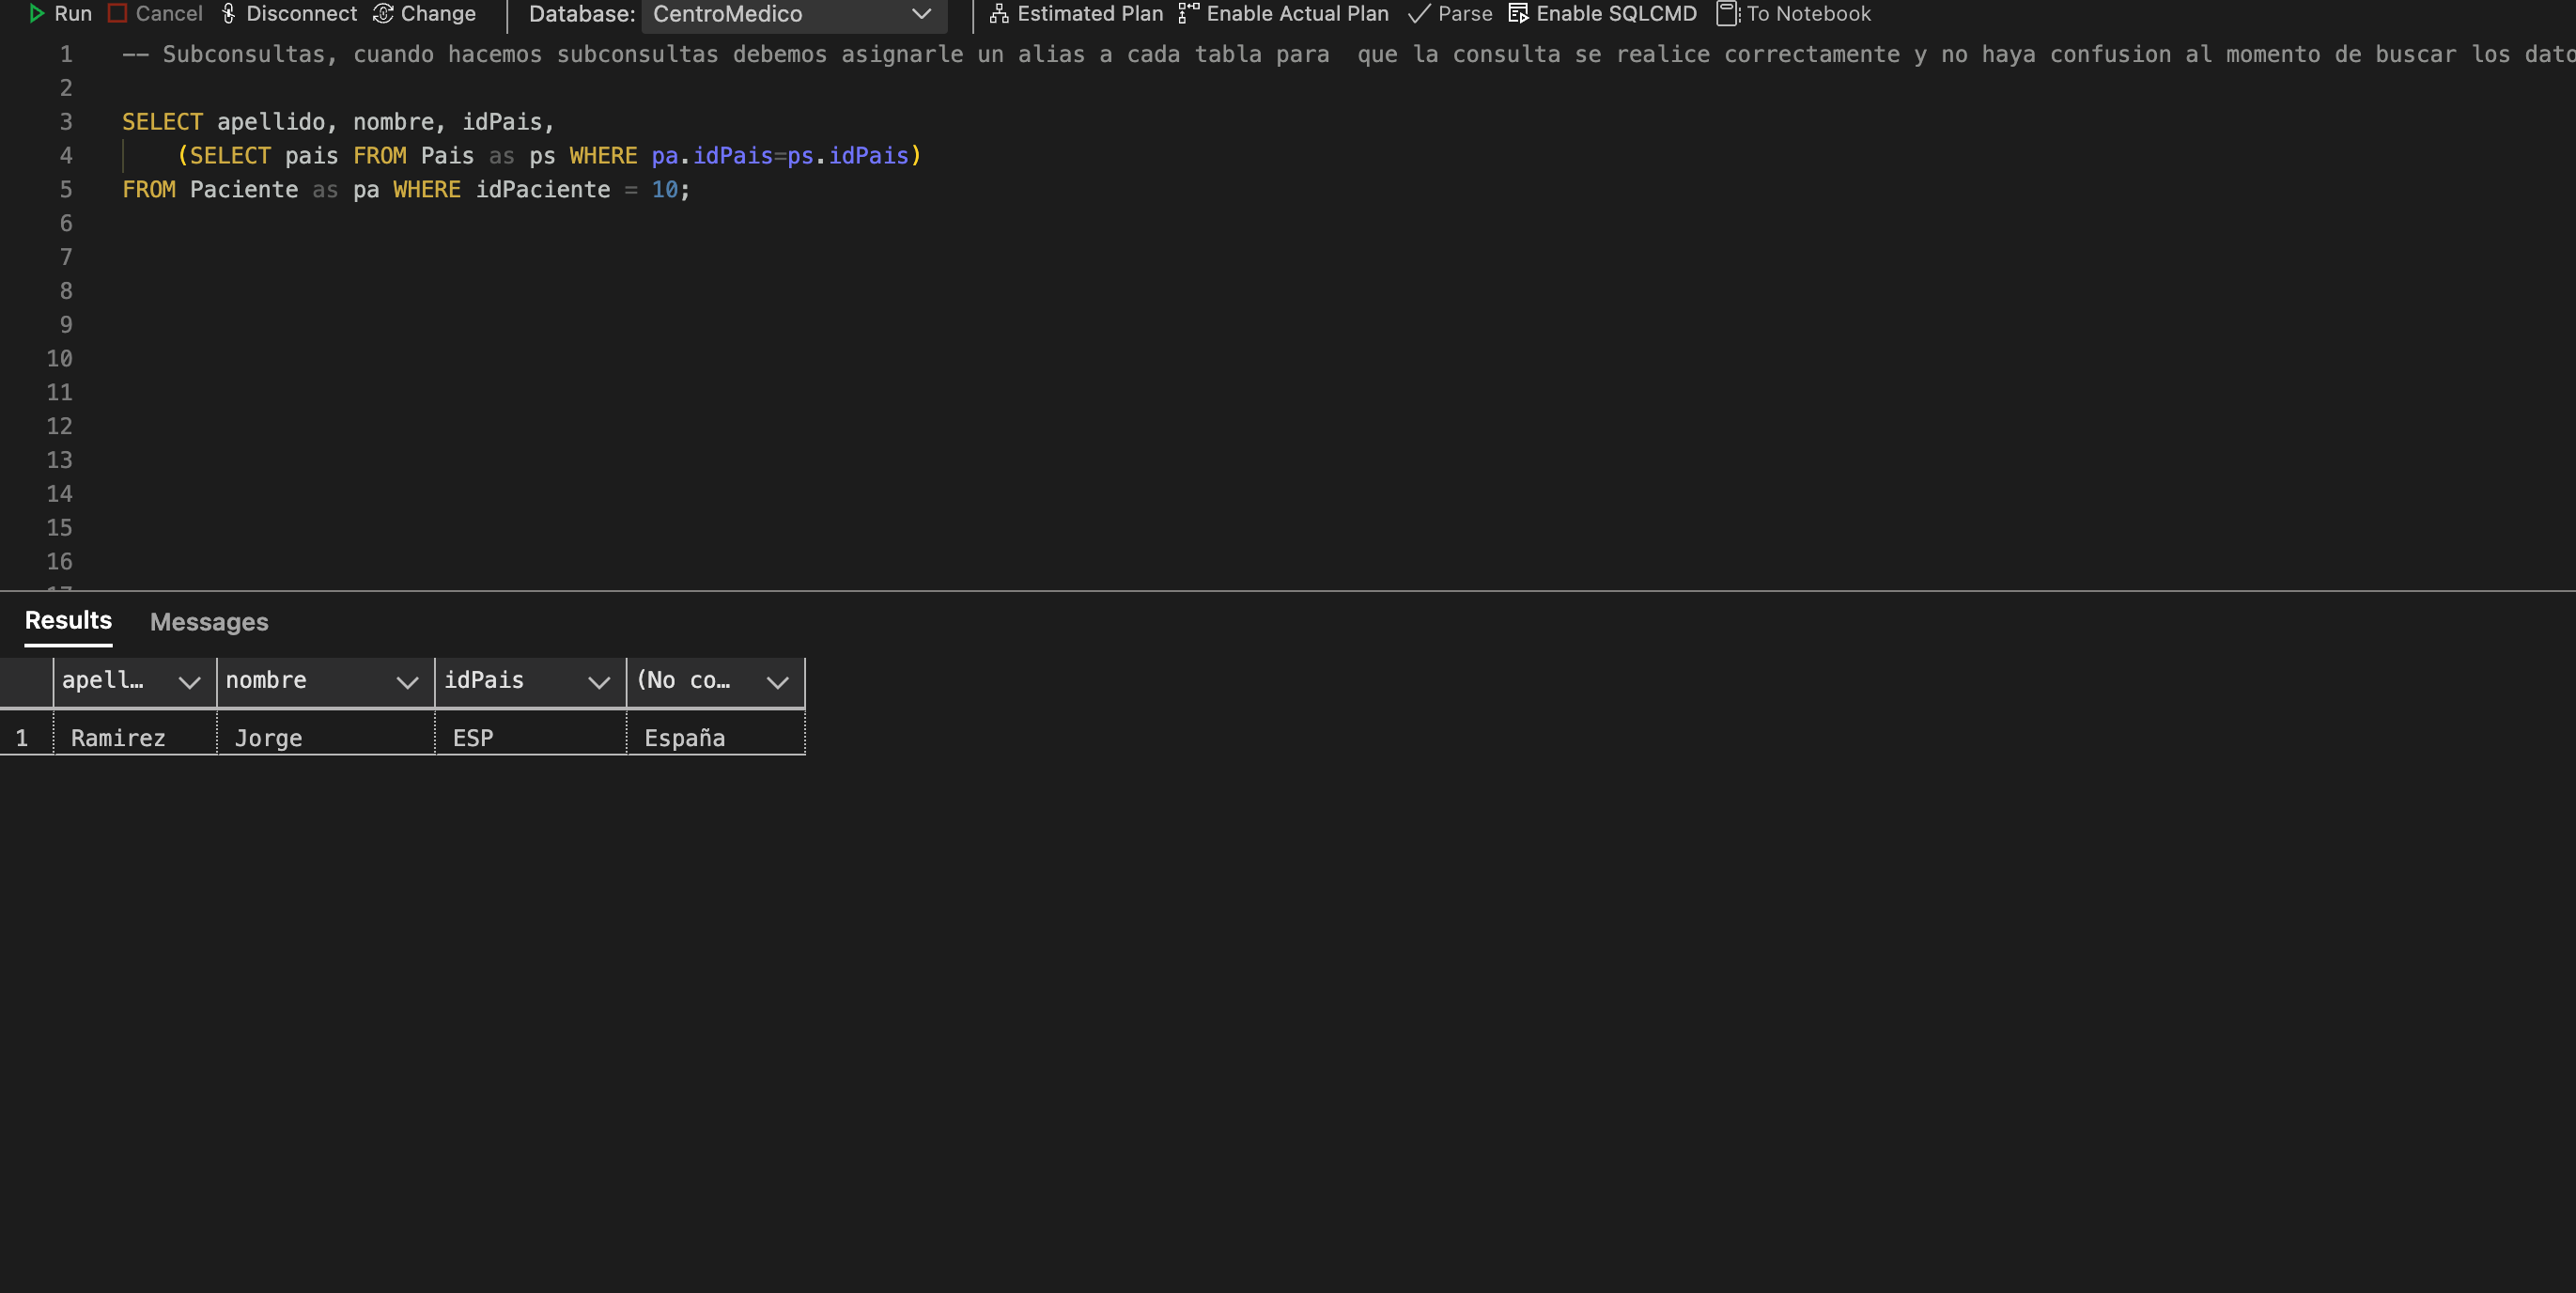 Run Cancel Disconnect Change Database: CentroMedico Estimated Plan Enable Actual Plan Parse Enable SQLCMD To Notebook
1 -- Subconsultas, cuando hacemos subconsultas debemos asignarle un alias a cada tabla para  que la consulta se realice correctamente y no haya confusion al momento de buscar los dato
2
3 SELECT apellido, nombre, idPais,
4 (SELECT pais FROM Pais as ps WHERE pa.idPais=ps.idPais)
5 FROM Paciente as pa WHERE idPaciente = 10;
6
7
8
9
10
11
12
13
14
15
16
17
Results Messages
apell… nombre idPais (No co…
1 Ramirez Jorge ESP España